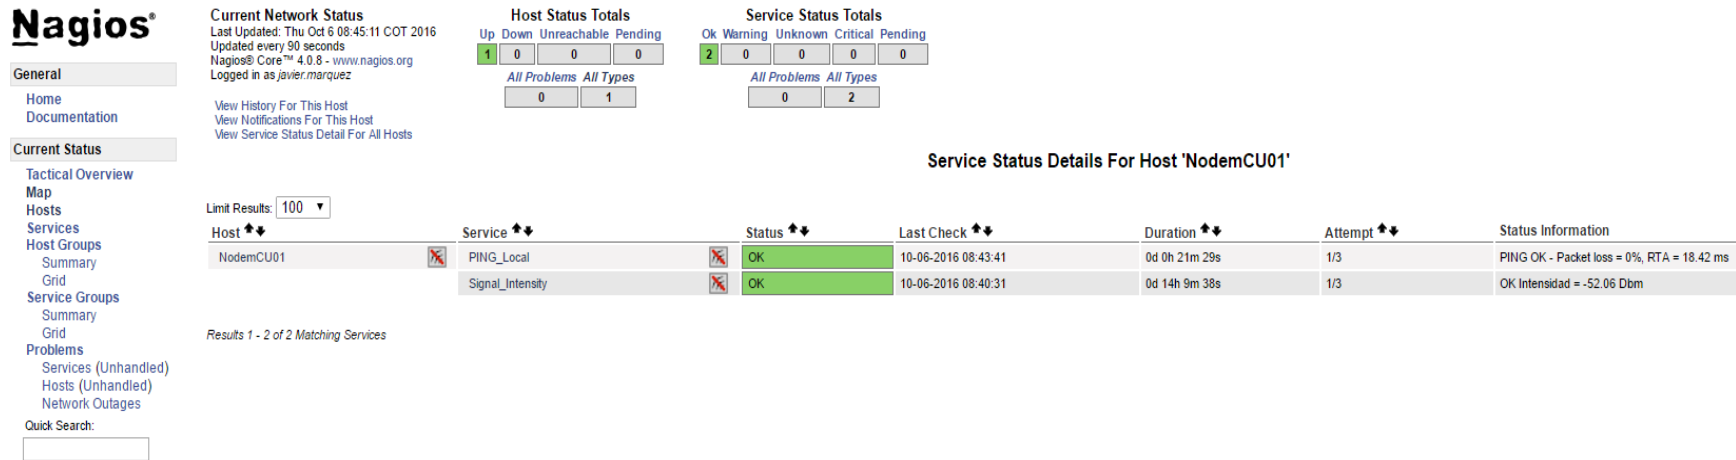 Nagios®
General
Home
Documentation
Current Status
Tactical Overview
Map
Hosts
Services
Host Groups
Summary
Grid
Service Groups
Summary
Grid
Problems
Services (Unhandled)
Hosts (Unhandled)
Network Outages
Quick Search:
Current Network Status
Last Updated: Thu Oct 6 08:45:11 COT 2016
Updated every 90 seconds
Nagios® Core™ 4.0.8 - www.nagios.org
Logged in as javier.marquez
View History For This Host
View Notifications For This Host
View Service Status Detail For All Hosts
Host Status Totals
Up Down Unreachable Pending
1 0 0 0
All Problems All Types
0 1
Service Status Totals
Ok Warning Unknown Critical Pending
2 0 0 0 0
All Problems All Types
0 2
Service Status Details For Host 'NodemCU01'
Limit Results: 100
Host Service Status Last Check Duration Attempt Status Information
NodemCU01 PING_Local OK 10-06-2016 08:43:41 0d 0h 21m 29s 1/3 PING OK - Packet loss = 0%, RTA = 18.42 ms
Signal_Intensity OK 10-06-2016 08:40:31 0d 14h 9m 38s 1/3 OK Intensidad = -52.06 Dbm
Results 1 - 2 of 2 Matching Services